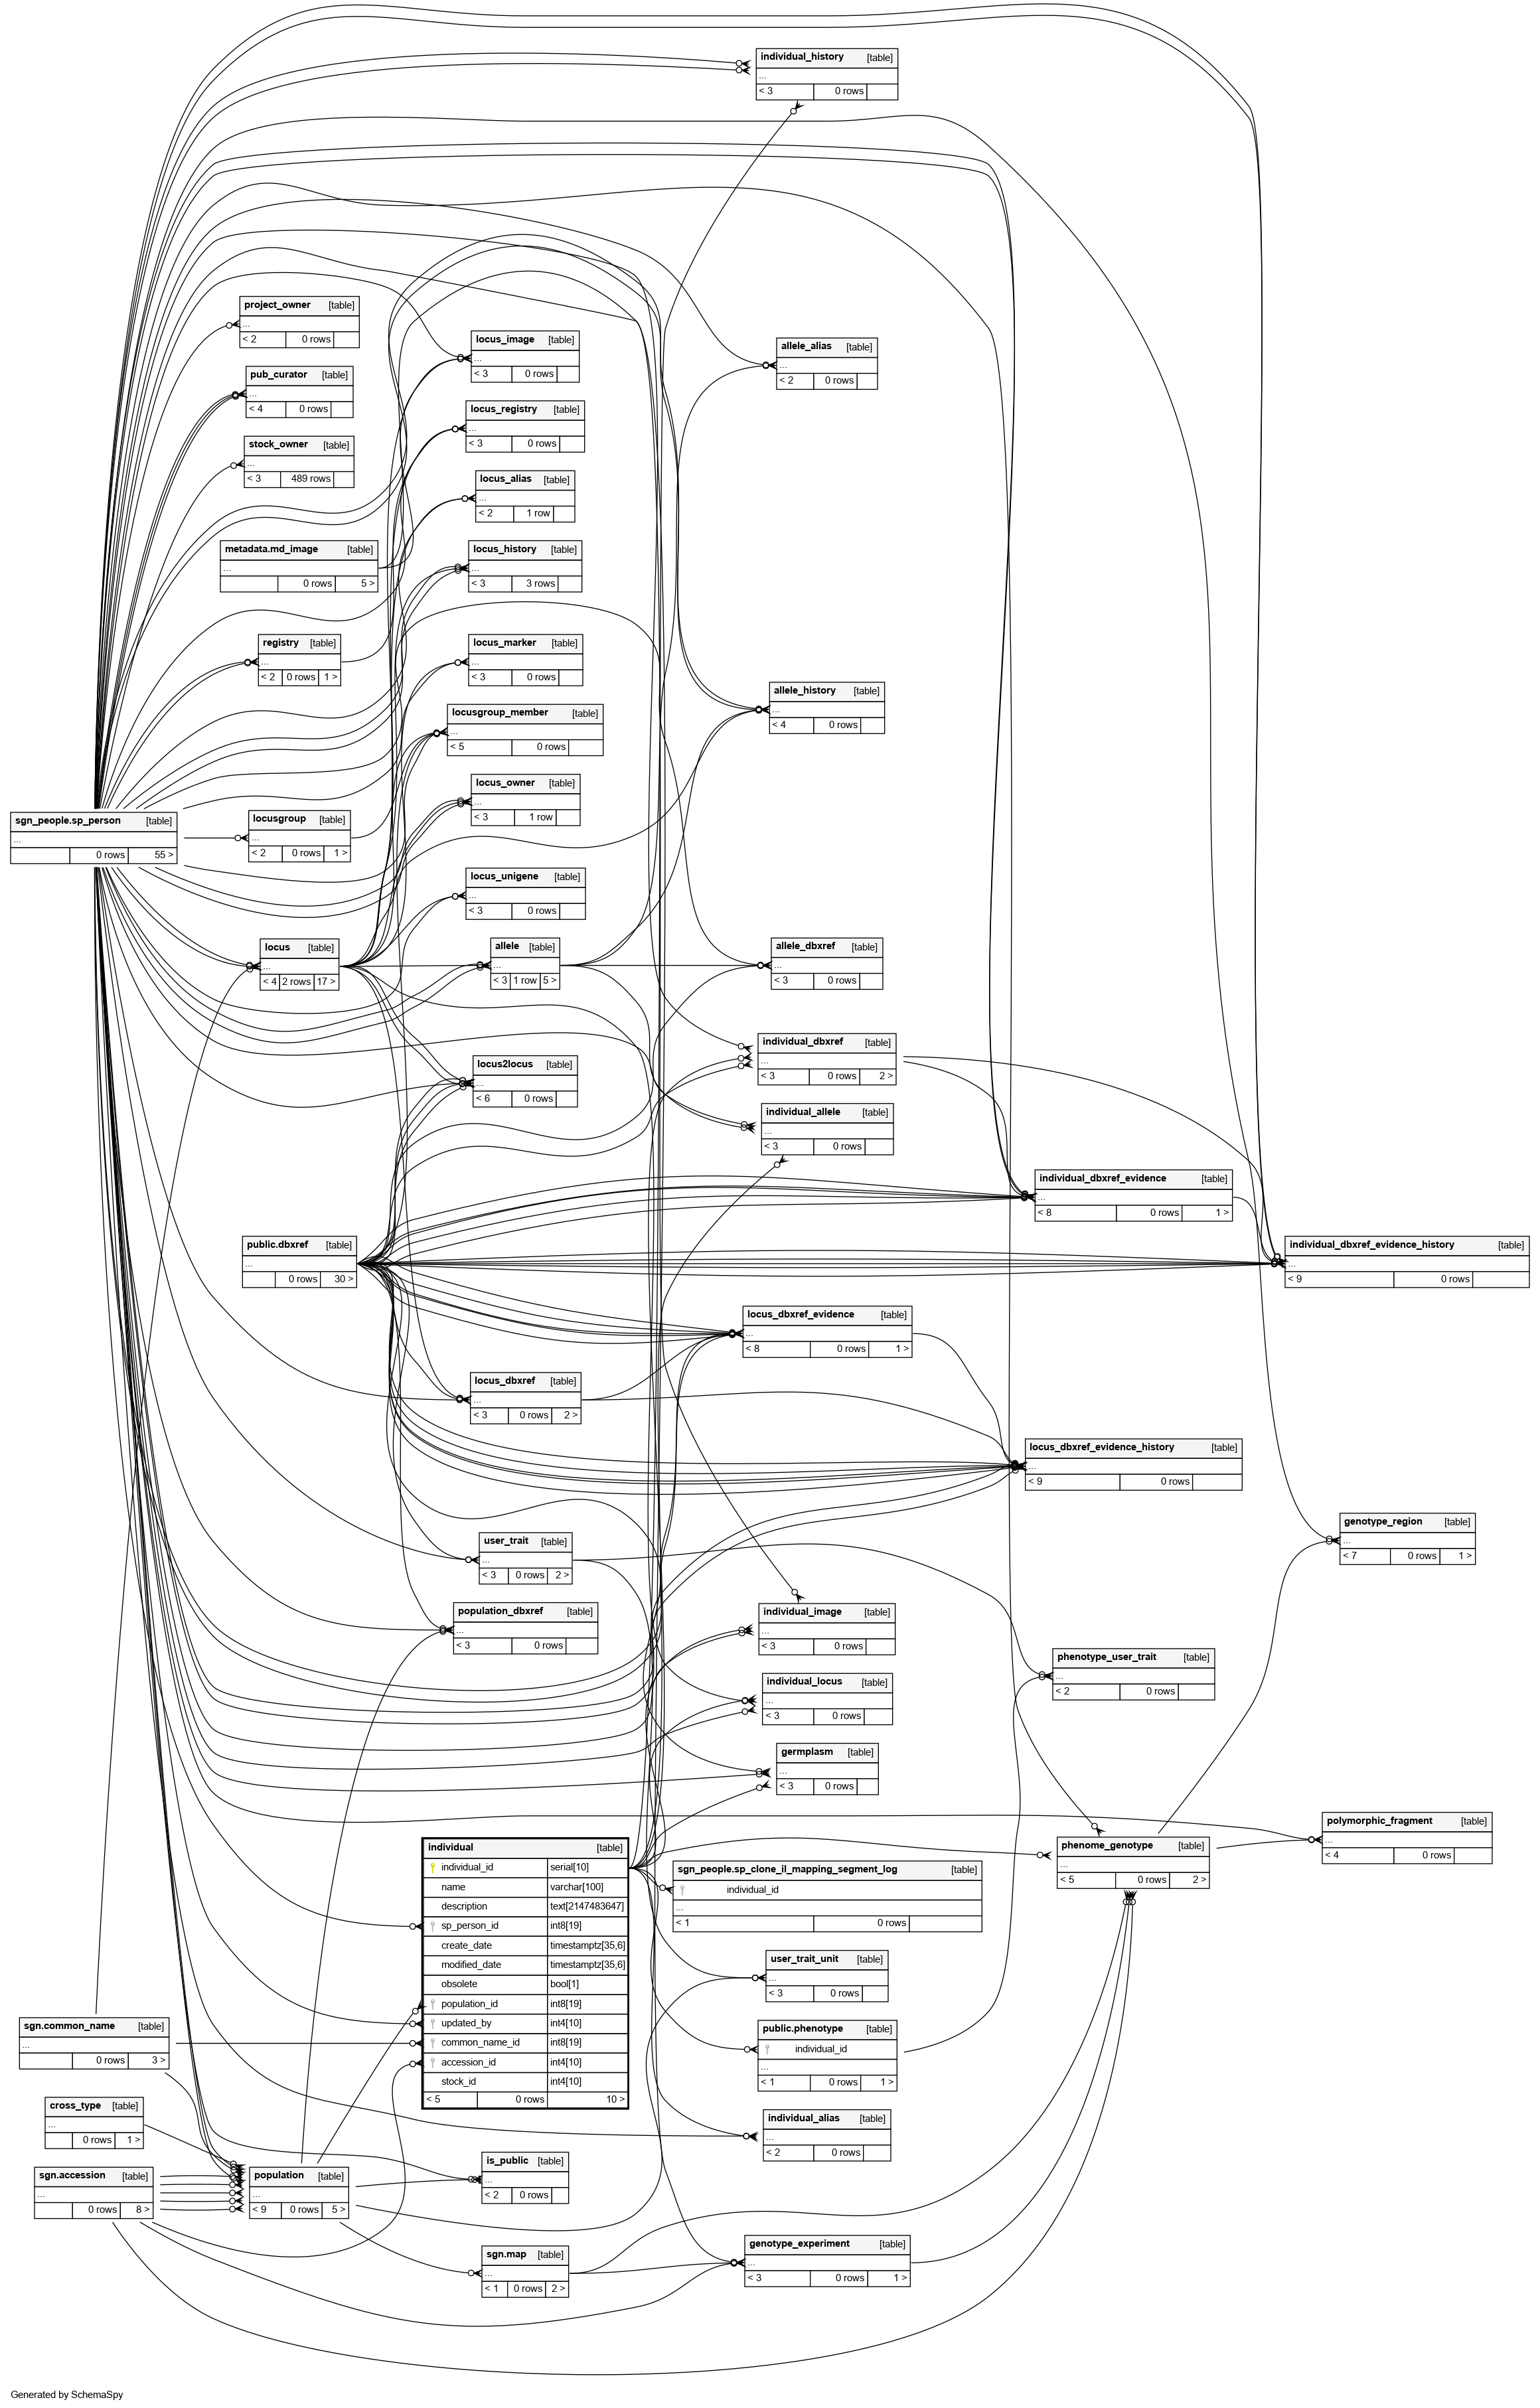 individual_history [table]
...
< 3 0 rows
project_owner [table]
...
< 2 0 rows
locus_image [table]
...
< 3 0 rows
allele_alias [table]
...
< 2 0 rows
pub_curator [table]
...
< 4 0 rows
locus_registry [table]
...
< 3 0 rows
stock_owner [table]
...
< 3 489 rows
locus_alias [table]
...
< 2 1 row
metadata.md_image [table]
...
0 rows 5 >
locus_history [table]
...
< 3 3 rows
registry [table]
...
< 2 0 rows 1 >
locus_marker [table]
...
< 3 0 rows
allele_history [table]
...
< 4 0 rows
locusgroup_member [table]
...
< 5 0 rows
locus_owner [table]
...
< 3 1 row
sgn_people.sp_person [table]
...
0 rows 55 >
locusgroup [table]
...
< 2 0 rows 1 >
locus_unigene [table]
...
< 3 0 rows
locus [table]
...
< 4 2 rows 17 >
allele [table]
...
< 3 1 row 5 >
allele_dbxref [table]
...
< 3 0 rows
individual_dbxref [table]
...
< 3 0 rows 2 >
locus2locus [table]
...
< 6 0 rows
individual_allele [table]
...
< 3 0 rows
individual_dbxref_evidence [table]
...
< 8 0 rows 1 >
public.dbxref [table]
...
0 rows 30 >
individual_dbxref_evidence_history [table]
...
< 9 0 rows
locus_dbxref_evidence [table]
...
< 8 0 rows 1 >
locus_dbxref [table]
...
< 3 0 rows 2 >
locus_dbxref_evidence_history [table]
...
< 9 0 rows
genotype_region [table]
...
< 7 0 rows 1 >
user_trait [table]
...
< 3 0 rows 2 >
population_dbxref [table]
...
< 3 0 rows
individual_image [table]
...
< 3 0 rows
phenotype_user_trait [table]
...
< 2 0 rows
individual_locus [table]
...
< 3 0 rows
germplasm [table]
...
< 3 0 rows
polymorphic_fragment [table]
...
< 4 0 rows
phenome_genotype [table]
...
< 5 0 rows 2 >
individual [table]
individual_id serial[10]
name varchar[100]
description text[2147483647]
sp_person_id int8[19]
create_date timestamptz[35,6]
modified_date timestamptz[35,6]
obsolete bool[1]
population_id int8[19]
updated_by int4[10]
common_name_id int8[19]
accession_id int4[10]
stock_id int4[10]
< 5 0 rows 10 >
sgn_people.sp_clone_il_mapping_segment_log [table]
individual_id
...
< 1 0 rows
user_trait_unit [table]
...
< 3 0 rows
public.phenotype [table]
individual_id
...
< 1 0 rows 1 >
sgn.common_name [table]
...
0 rows 3 >
cross_type [table]
...
0 rows 1 >
individual_alias [table]
...
< 2 0 rows
sgn.accession [table]
...
0 rows 8 >
population [table]
...
< 9 0 rows 5 >
is_public [table]
...
< 2 0 rows
sgn.map [table]
...
< 1 0 rows 2 >
genotype_experiment [table]
...
< 3 0 rows 1 >
Generated by SchemaSpy